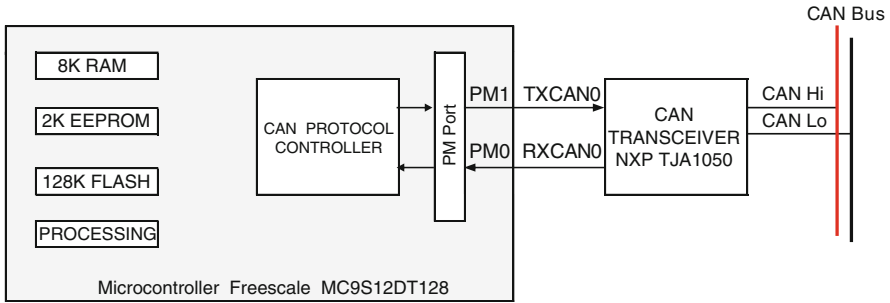 CAN Bus
8K RAM
2K EEPROM
128K FLASH
PROCESSING
CAN PROTOCOL
CONTROLLER
PM Port
PM1
TXCAN0
PM0
RXCAN0
CAN
TRANSCEIVER
NXP TJA1050
CAN Hi
CAN Lo
Microcontroller Freescale MC9S12DT128